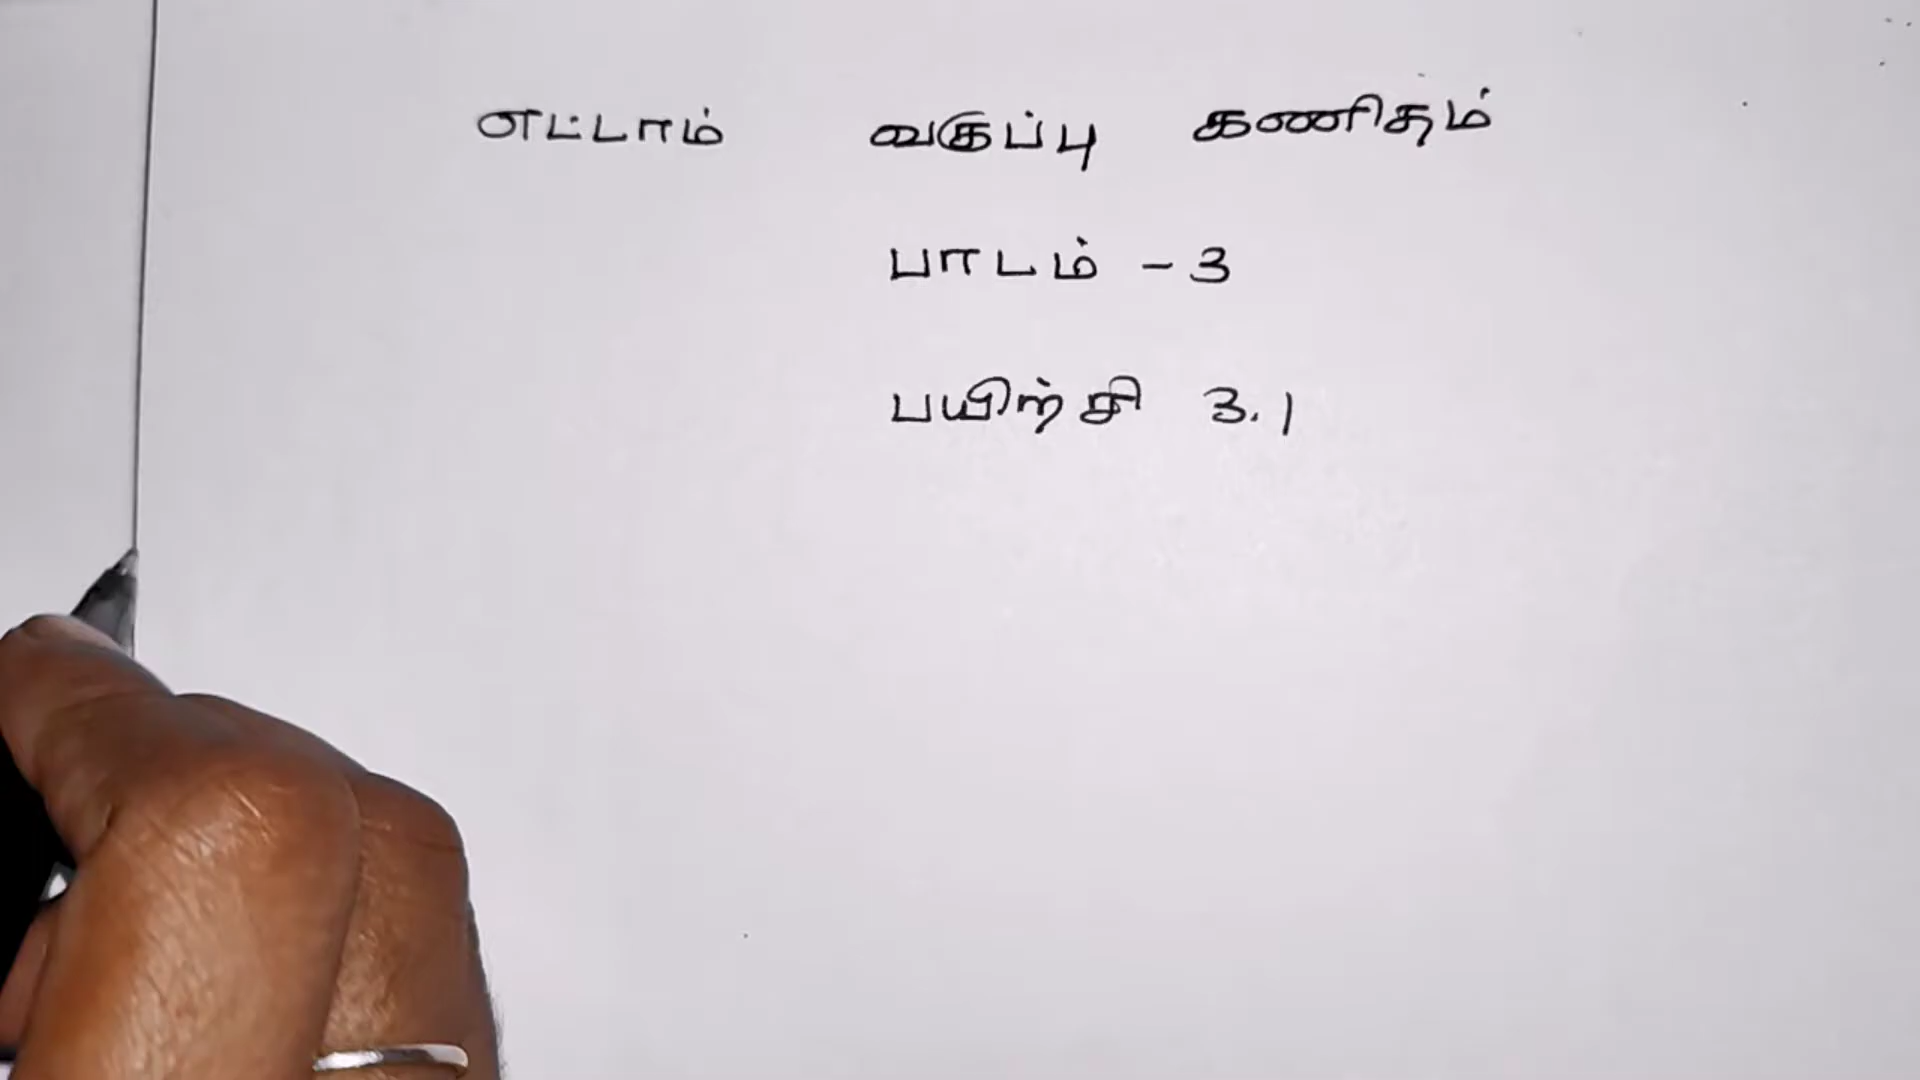 எட்டாம் வகுப்பு கணிதம்
பாடம் - 3
பயிற்சி 3.1